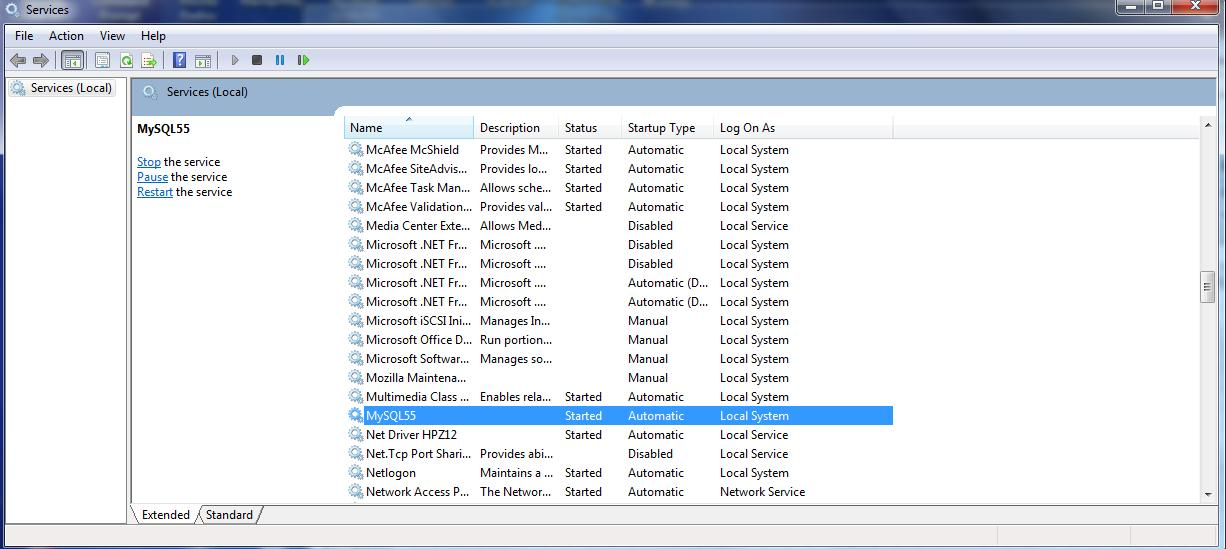 Services
File Action View Help
Services (Local)
Services (Local)
MySQL55
Stop the service
Pause the service
Restart the service
Name Description Status Startup Type Log On As
McAfee McShield Provides M... Started Automatic Local System
McAfee SiteAdvis... Provides lo... Started Automatic Local System
McAfee Task Man... Allows sche... Started Automatic Local System
McAfee Validation... Provides val... Started Automatic Local System
Media Center Exte... Allows Med... Disabled Local Service
Microsoft .NET Fr... Microsoft .... Disabled Local System
Microsoft .NET Fr... Microsoft .... Disabled Local System
Microsoft .NET Fr... Microsoft .... Automatic (D... Local System
Microsoft .NET Fr... Microsoft .... Automatic (D... Local System
Microsoft iSCSI Ini... Manages In... Manual Local System
Microsoft Office D... Run portion... Manual Local System
Microsoft Softwar... Manages so... Manual Local System
Mozilla Maintena... Manual Local System
Multimedia Class ... Enables rela... Started Automatic Local System
MySQL55 Started Automatic Local System
Net Driver HPZ12 Started Automatic Local Service
Net.Tcp Port Shari... Provides abi... Disabled Local Service
Netlogon Maintains a ... Started Automatic Local System
Network Access P... The Networ... Started Automatic Network Service
Extended Standard